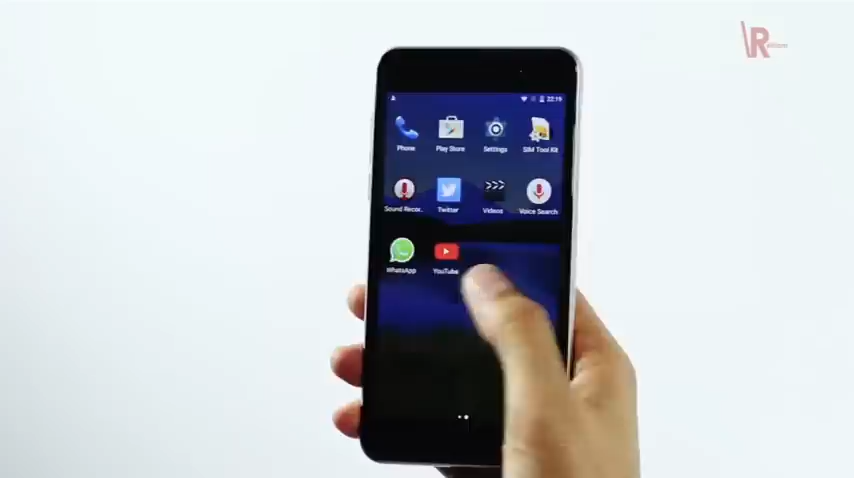 R
22:19
Phone
Play Store
Settings
SIM Tool Kit
Sound Recor..
Twitter
Videos
Voice Search
WhatsApp
YouTube